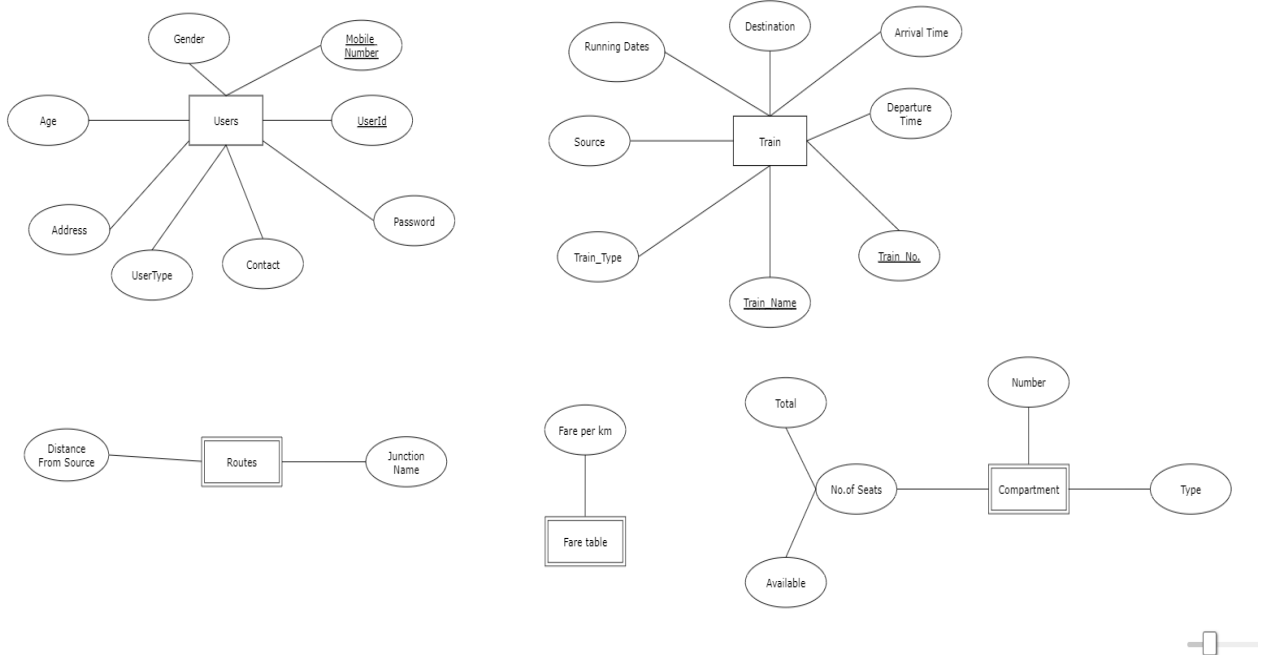 Gender
Mobile
Number
Age
Users
UserId
Address
UserType
Contact
Password
Running Dates
Destination
Arrival Time
Departure
Time
Source
Train
Train_Type
Train_Name
Train_No.
Distance
From Source
Routes
Junction
Name
Fare per km
Fare table
Total
No.of Seats
Available
Number
Compartment
Type